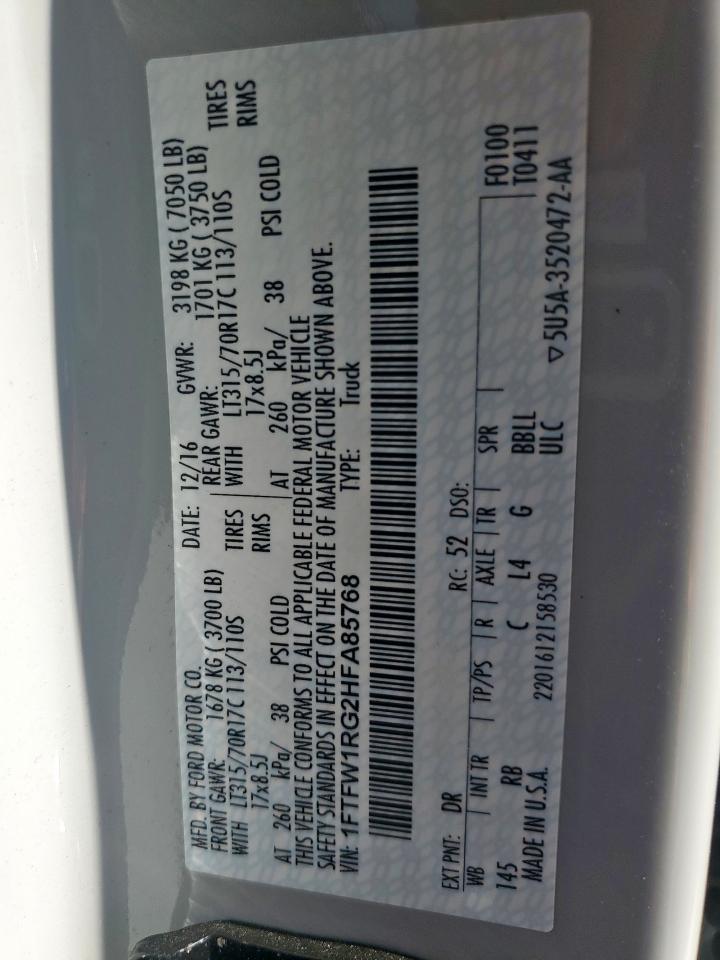 MFD. BY FORD MOTOR CO.
DATE: 12/16 GVWR: 3198 KG ( 7050 LB)
FRONT GAWR: 1678 KG ( 3700 LB) REAR GAWR: 1701 KG ( 3750 LB)
WITH LT315/70R17C 113/110S TIRES WITH LT315/70R17C 113/110S TIRES
17x8.5J RIMS 17x8.5J RIMS
AT 260 kPa/ 38 PSI COLD AT 260 kPa/ 38 PSI COLD
THIS VEHICLE CONFORMS TO ALL APPLICABLE FEDERAL MOTOR VEHICLE
SAFETY STANDARDS IN EFFECT ON THE DATE OF MANUFACTURE SHOWN ABOVE.
VIN: 1FTFW1RG2HFA85768 TYPE: Truck
EXT PNT: DR RC: 52 DSO:
WB INT TR TP/PS R AXLE TR SPR F0100
145 RB C L4 G BBLL T0411
MADE IN U.S.A. 2201612158530 ULC ▽5U5A-3520472-AA